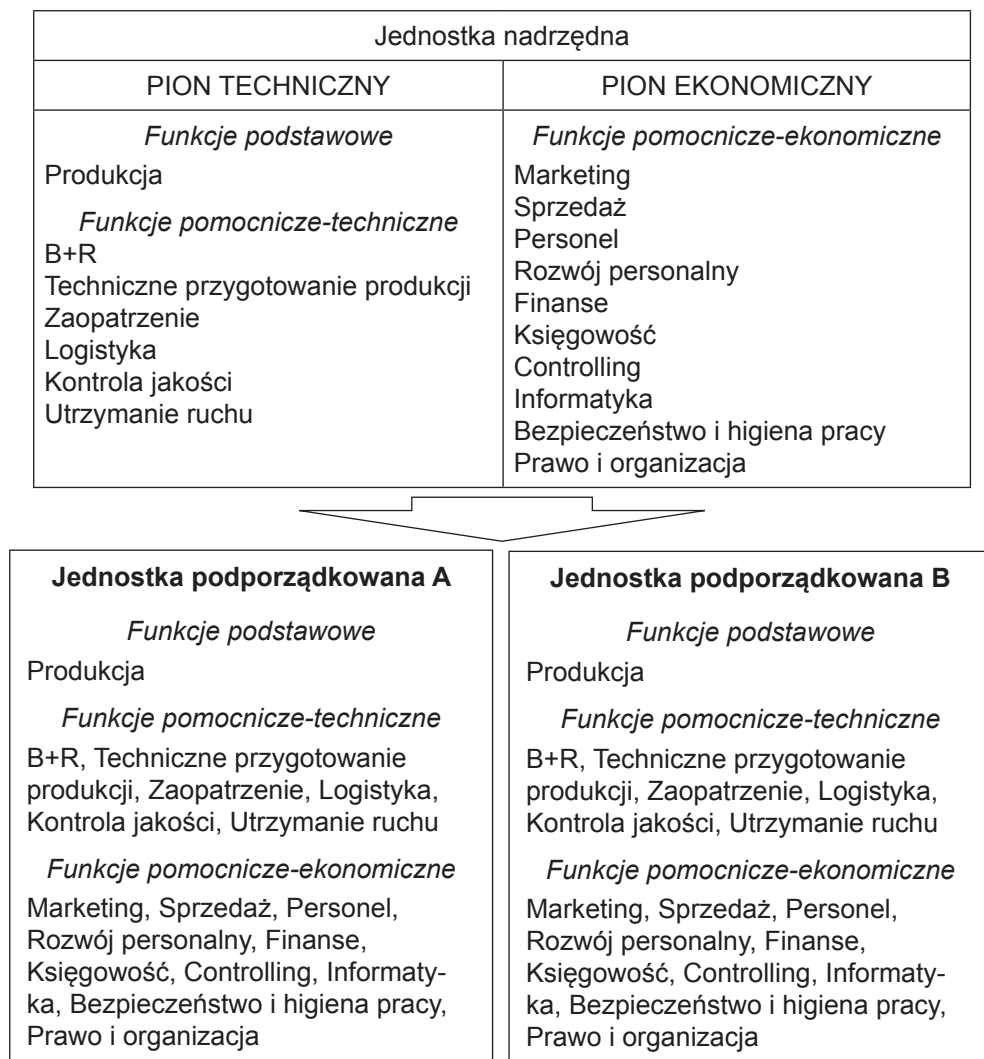 Jednostka nadrzędna
PION TECHNICZNY
Funkcje podstawowe
Produkcja
Funkcje pomocnicze-techniczne
B+R
Techniczne przygotowanie produkcji
Zaopatrzenie
Logistyka
Kontrola jakości
Utrzymanie ruchu
PION EKONOMICZNY
Funkcje pomocnicze-ekonomiczne
Marketing
Sprzedaż
Personel
Rozwój personalny
Finanse
Księgowość
Controlling
Informatyka
Bezpieczeństwo i higiena pracy
Prawo i organizacja
Jednostka podporządkowana A
Funkcje podstawowe
Produkcja
Funkcje pomocnicze-techniczne
B+R, Techniczne przygotowanie
produkcji, Zaopatrzenie, Logistyka,
Kontrola jakości, Utrzymanie ruchu
Funkcje pomocnicze-ekonomiczne
Marketing, Sprzedaż, Personel,
Rozwój personalny, Finanse,
Księgowość, Controlling, Informaty-
ka, Bezpieczeństwo i higiena pracy,
Prawo i organizacja
Jednostka podporządkowana B
Funkcje podstawowe
Produkcja
Funkcje pomocnicze-techniczne
B+R, Techniczne przygotowanie
produkcji, Zaopatrzenie, Logistyka,
Kontrola jakości, Utrzymanie ruchu
Funkcje pomocnicze-ekonomiczne
Marketing, Sprzedaż, Personel,
Rozwój personalny, Finanse,
Księgowość, Controlling, Informaty-
ka, Bezpieczeństwo i higiena pracy,
Prawo i organizacja